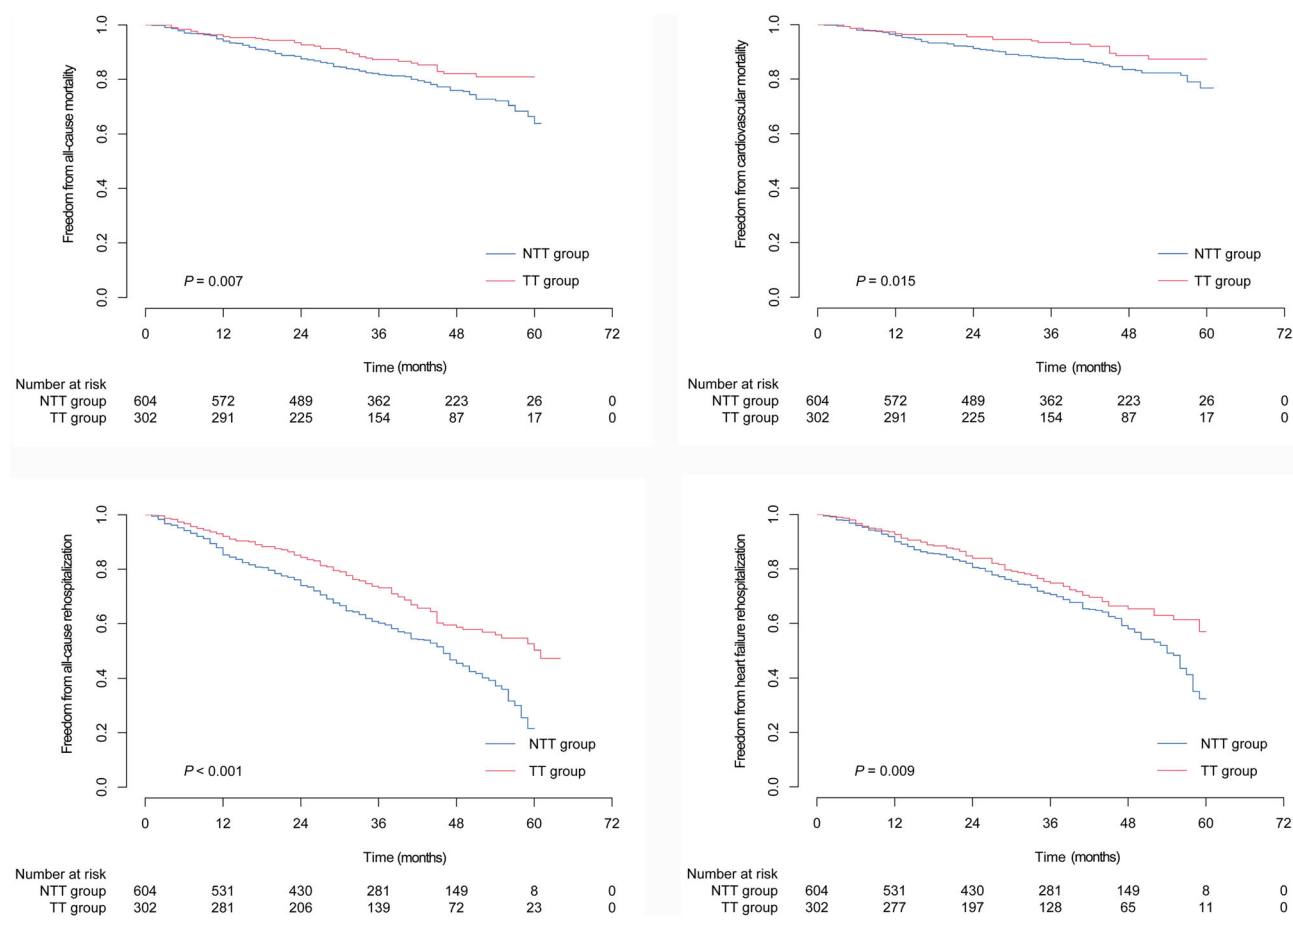 Freedom from all-cause mortality
1.0
0.8
0.6
0.4
0.2
0.0
NTT group
TT group
P = 0.007
0 12 24 36 48 60 72
Time (months)
Number at risk
NTT group 604 572 489 362 223 26 0
TT group 302 291 225 154 87 17 0
Freedom from cardiovascular mortality
1.0
0.8
0.6
0.4
0.2
0.0
NTT group
TT group
P = 0.015
0 12 24 36 48 60 72
Time (months)
Number at risk
NTT group 604 572 489 362 223 26 0
TT group 302 291 225 154 87 17 0
Freedom from all-cause rehospitalization
1.0
0.8
0.6
0.4
0.2
0.0
NTT group
TT group
P < 0.001
0 12 24 36 48 60 72
Time (months)
Number at risk
NTT group 604 531 430 281 149 8 0
TT group 302 281 206 139 72 23 0
Freedom from heart failure rehospitalization
1.0
0.8
0.6
0.4
0.2
0.0
NTT group
TT group
P = 0.009
0 12 24 36 48 60 72
Time (months)
Number at risk
NTT group 604 531 430 281 149 8 0
TT group 302 277 197 128 65 11 0